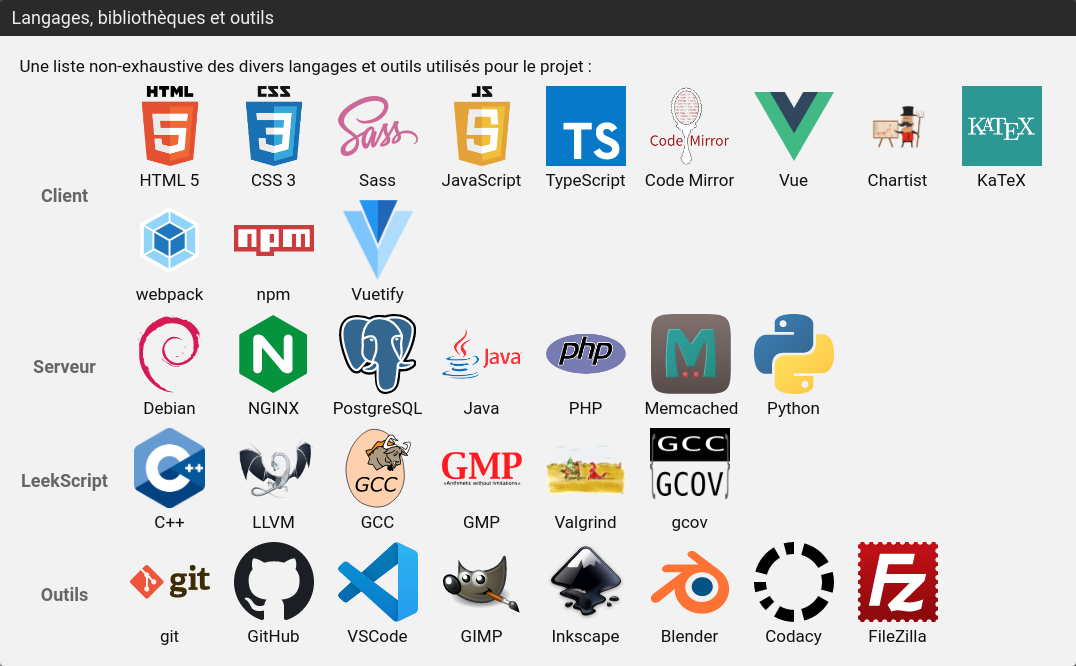 Langages, bibliothèques et outils
Une liste non-exhaustive des divers langages et outils utilisés pour le projet :
Client
HTML CSS Sass JS TS Code Mirror KATEX
HTML 5 CSS 3 Sass JavaScript TypeScript Code Mirror Vue Chartist KaTeX
npm
webpack npm Vuetify
Serveur
N Java php M
Debian NGINX PostgreSQL Java PHP Memcached Python
LeekScript
C++ GCC GMP «Arithmetic without limitations» GCC GCOV
C++ LLVM GCC GMP Valgrind gcov
Outils
git Fz
git GitHub VSCode GIMP Inkscape Blender Codacy FileZilla